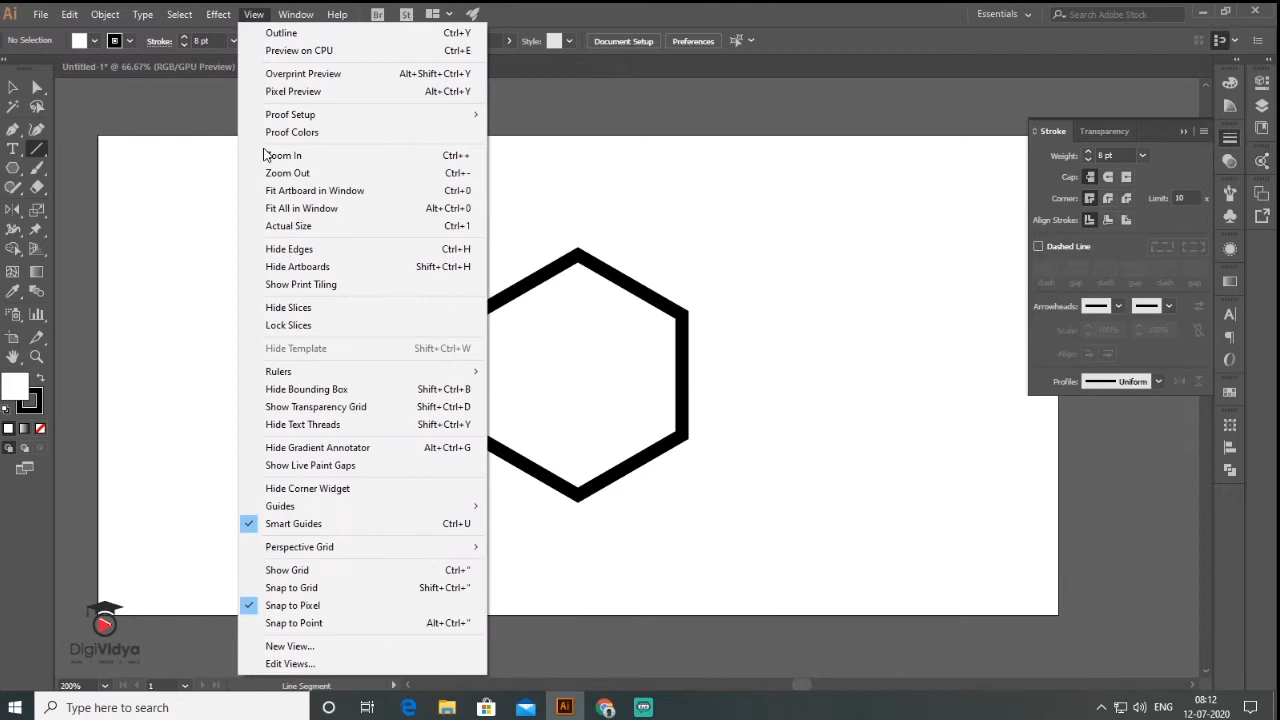 Ai File Edit Object Type Select Effect View Window Help Br St Essentials Search Adobe Stock
No Selection Stroke: 8 pt Style: Document Setup Preferences
Untitled-1* @ 66.67% (RGB/GPU Preview)
Outline Ctrl+Y
Preview on CPU Ctrl+E
Overprint Preview Alt+Shift+Ctrl+Y
Pixel Preview Alt+Ctrl+Y
Proof Setup
Proof Colors
Zoom In Ctrl++
Zoom Out Ctrl+-
Fit Artboard in Window Ctrl+0
Fit All in Window Alt+Ctrl+0
Actual Size Ctrl+1
Hide Edges Ctrl+H
Hide Artboards Shift+Ctrl+H
Show Print Tiling
Hide Slices
Lock Slices
Hide Template Shift+Ctrl+W
Rulers
Hide Bounding Box Shift+Ctrl+B
Show Transparency Grid Shift+Ctrl+D
Hide Text Threads Shift+Ctrl+Y
Hide Gradient Annotator Alt+Ctrl+G
Show Live Paint Gaps
Hide Corner Widget
Guides
Smart Guides Ctrl+U
Perspective Grid
Show Grid Ctrl+"
Snap to Grid Shift+Ctrl+"
Snap to Pixel
Snap to Point Alt+Ctrl+"
New View...
Edit Views...
Stroke Transparency
Weight: 8 pt
Cap:
Corner: Limit: 10 x
Align Stroke:
Dashed Line
dash gap dash gap dash gap
Arrowheads:
Scale: 100% 100%
Align:
Profile: Uniform
DigiVidya
200% 1 Line Segment
Type here to search Ai ENG 08:12
12-07-2020